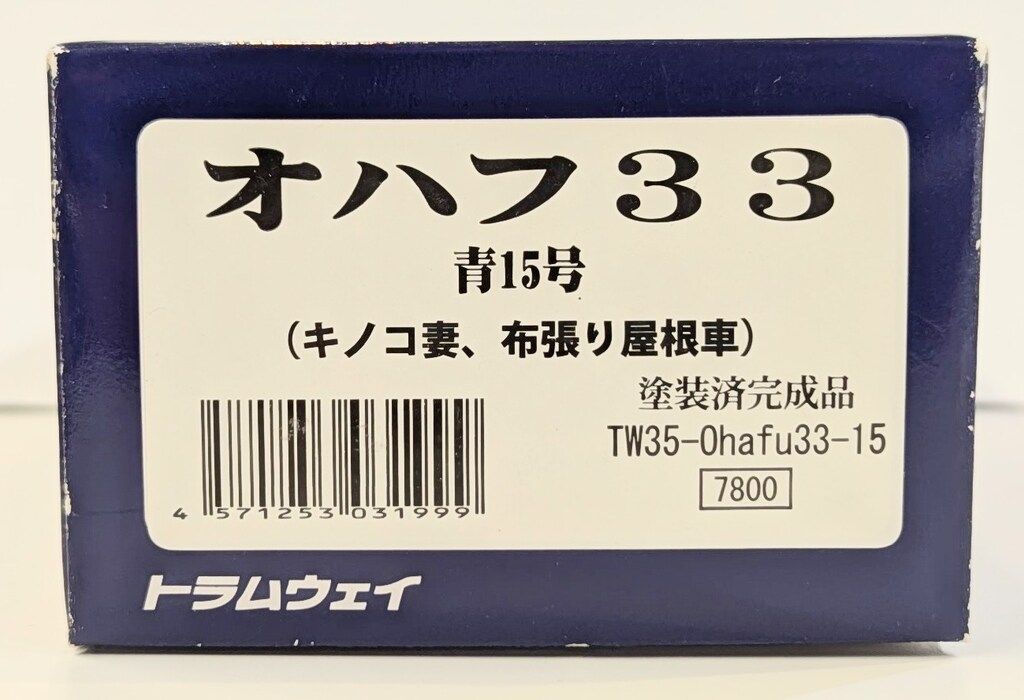 オハフ３３
青15号
（キノコ妻、布張り屋根車）
塗装済完成品
TW35-Ohafu33-15
7800
4 571253 031999
トラムウェイ